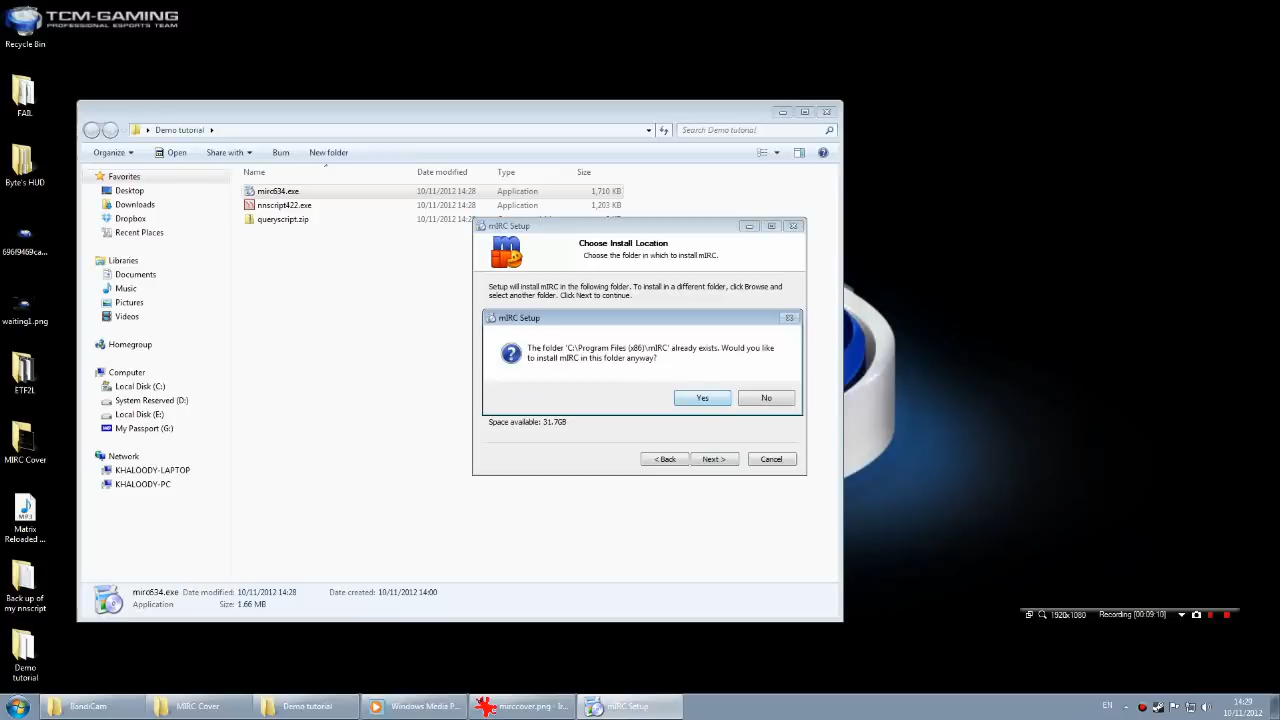 TCM-GAMING
PROFESSIONAL ESPORTS TEAM
Recycle Bin
FAIL
Byte's HUD
696f9469ca...
waiting1.png
ETF2L
MIRC Cover
Matrix
Reloaded ...
Back up of
my nnscript
Demo
tutorial
Demo tutorial
Search Demo tutorial
Organize Open Share with Burn New folder
Name Date modified Type Size
mirc634.exe 10/11/2012 14:28 Application 1,710 KB
nnscript422.exe 10/11/2012 14:28 Application 1,203 KB
queryscript.zip 10/11/2012 14:28
Favorites
Desktop
Downloads
Dropbox
Recent Places
Libraries
Documents
Music
Pictures
Videos
Homegroup
Computer
Local Disk (C:)
System Reserved (D:)
Local Disk (E:)
My Passport (G:)
Network
KHALOODY-LAPTOP
KHALOODY-PC
mIRC Setup
Choose Install Location
Choose the folder in which to install mIRC.
Setup will install mIRC in the following folder. To install in a different folder, click Browse and
select another folder. Click Next to continue.
mIRC Setup
The folder 'C:\Program Files (x86)\mIRC' already exists. Would you like
to install mIRC in this folder anyway?
Yes No
Space available: 31.7GB
< Back Next > Cancel
mirc634.exe Date modified: 10/11/2012 14:28 Date created: 10/11/2012 14:00
Application Size: 1.66 MB
1920x1080 Recording [00:09:10]
BandiCam MIRC Cover Demo tutorial Windows Media P... mirccover.png - Ir... mIRC Setup
EN
14:29
10/11/2012